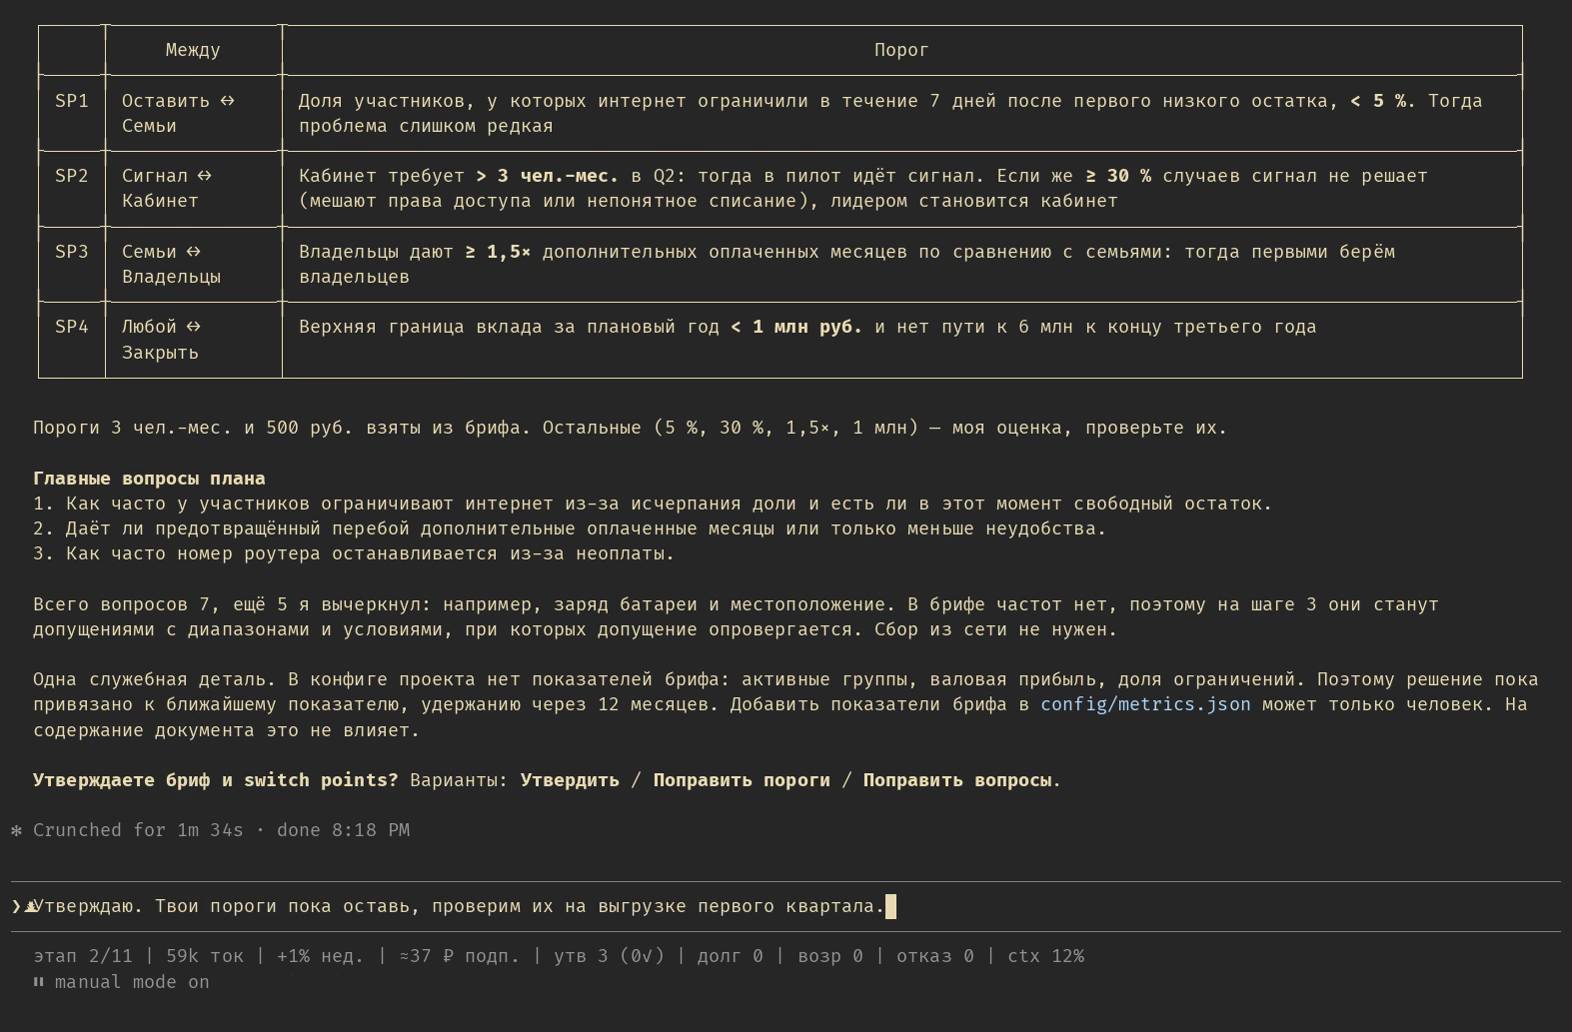 Между Порог
SP1 Оставить ↔ Доля участников, у которых интернет ограничили в течение 7 дней после первого низкого остатка, < 5 %. Тогда
Семьи проблема слишком редкая
SP2 Сигнал ↔ Кабинет требует > 3 чел.-мес. в Q2: тогда в пилот идёт сигнал. Если же ≥ 30 % случаев сигнал не решает
Кабинет (мешают права доступа или непонятное списание), лидером становится кабинет
SP3 Семьи ↔ Владельцы дают ≥ 1,5× дополнительных оплаченных месяцев по сравнению с семьями: тогда первыми берём
Владельцы владельцев
SP4 Любой ↔ Верхняя граница вклада за плановый год < 1 млн руб. и нет пути к 6 млн к концу третьего года
Закрыть
Пороги 3 чел.-мес. и 500 руб. взяты из брифа. Остальные (5 %, 30 %, 1,5×, 1 млн) — моя оценка, проверьте их.
Главные вопросы плана
1. Как часто у участников ограничивают интернет из-за исчерпания доли и есть ли в этот момент свободный остаток.
2. Даёт ли предотвращённый перебой дополнительные оплаченные месяцы или только меньше неудобства.
3. Как часто номер роутера останавливается из-за неоплаты.
Всего вопросов 7, ещё 5 я вычеркнул: например, заряд батареи и местоположение. В брифе частот нет, поэтому на шаге 3 они станут
допущениями с диапазонами и условиями, при которых допущение опровергается. Сбор из сети не нужен.
Одна служебная деталь. В конфиге проекта нет показателей брифа: активные группы, валовая прибыль, доля ограничений. Поэтому решение пока
привязано к ближайшему показателю, удержанию через 12 месяцев. Добавить показатели брифа в config/metrics.json может только человек. На
содержание документа это не влияет.
Утверждаете бриф и switch points? Варианты: Утвердить / Поправить пороги / Поправить вопросы.
✻ Crunched for 1m 34s · done 8:18 PM
❯ Утверждаю. Твои пороги пока оставь, проверим их на выгрузке первого квартала.
этап 2/11 | 59k ток | +1% нед. | ≈37 ₽ подп. | утв 3 (0√) | долг 0 | возр 0 | отказ 0 | ctx 12%
⏸ manual mode on